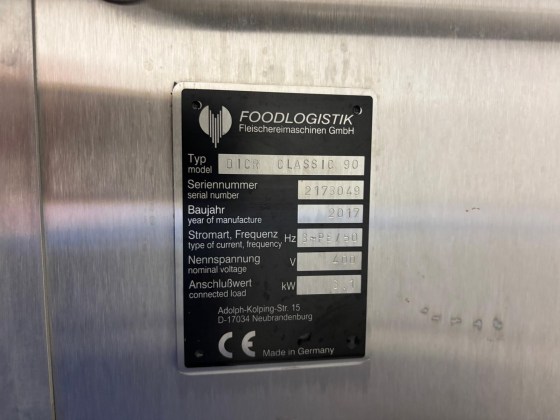 FOODLOGISTIK
Fleischereimaschinen GmbH
Typ
model
CLASSIC 90
Seriennummer
serial number
2173049
Baujahr
year of manufacture
2017
Stromart, Frequenz
type of current, frequency
Hz
Nennspannung
nominal voltage
V
400
Anschlußwert
connected load
kW
Adolph-Kolping-Str. 15
D-17034 Neubrandenburg
CE
Made in Germany